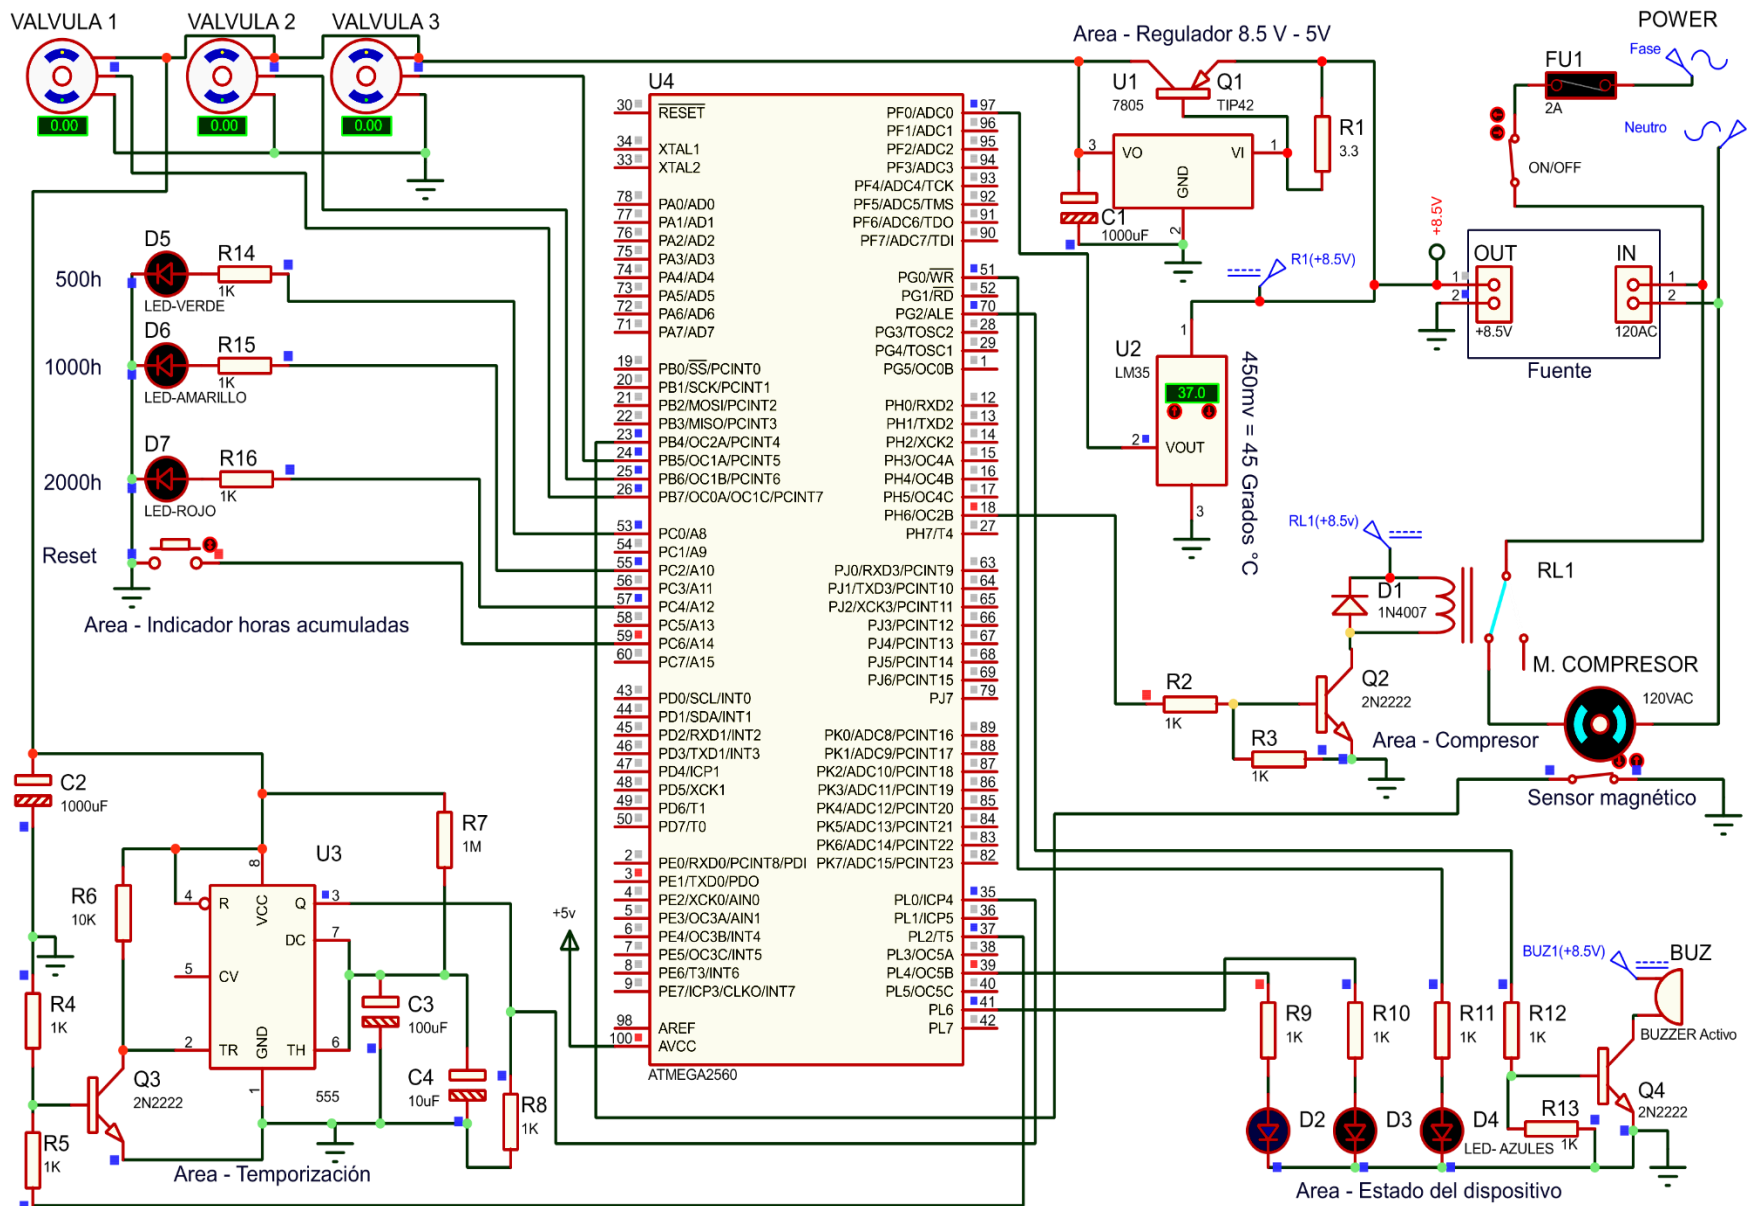 VALVULA 1
VALVULA 2
VALVULA 3
0.00
0.00
0.00
D5
R14
500h
1K
LED-VERDE
D6
R15
1000h
1K
LED-AMARILLO
D7
R16
2000h
1K
LED-ROJO
Reset
Area - Indicador horas acumuladas
U4
30 RESET
34 XTAL1
33 XTAL2
78 PA0/AD0
77 PA1/AD1
76 PA2/AD2
75 PA3/AD3
74 PA4/AD4
73 PA5/AD5
72 PA6/AD6
71 PA7/AD7
19 PB0/SS/PCINT0
20 PB1/SCK/PCINT1
21 PB2/MOSI/PCINT2
22 PB3/MISO/PCINT3
23 PB4/OC2A/PCINT4
24 PB5/OC1A/PCINT5
25 PB6/OC1B/PCINT6
26 PB7/OC0A/OC1C/PCINT7
53 PC0/A8
54 PC1/A9
55 PC2/A10
56 PC3/A11
57 PC4/A12
58 PC5/A13
59 PC6/A14
60 PC7/A15
43 PD0/SCL/INT0
44 PD1/SDA/INT1
45 PD2/RXD1/INT2
46 PD3/TXD1/INT3
47 PD4/ICP1
48 PD5/XCK1
49 PD6/T1
50 PD7/T0
2 PE0/RXD0/PCINT8/PDI
3 PE1/TXD0/PDO
4 PE2/XCK0/AIN0
5 PE3/OC3A/AIN1
6 PE4/OC3B/INT4
7 PE5/OC3C/INT5
8 PE6/T3/INT6
9 PE7/ICP3/CLKO/INT7
98 AREF
100 AVCC
ATMEGA2560
PF0/ADC0 97
PF1/ADC1 96
PF2/ADC2 95
PF3/ADC3 94
PF4/ADC4/TCK 93
PF5/ADC5/TMS 92
PF6/ADC6/TDO 91
PF7/ADC7/TDI 90
PG0/WR 51
PG1/RD 52
PG2/ALE 70
PG3/TOSC2 28
PG4/TOSC1 29
PG5/OC0B 1
PH0/RXD2 12
PH1/TXD2 13
PH2/XCK2 14
PH3/OC4A 15
PH4/OC4B 16
PH5/OC4C 17
PH6/OC2B 18
PH7/T4 27
PJ0/RXD3/PCINT9 63
PJ1/TXD3/PCINT10 64
PJ2/XCK3/PCINT11 65
PJ3/PCINT12 66
PJ4/PCINT13 67
PJ5/PCINT14 68
PJ6/PCINT15 69
PJ7 79
PK0/ADC8/PCINT16 89
PK1/ADC9/PCINT17 88
PK2/ADC10/PCINT18 87
PK3/ADC11/PCINT19 86
PK4/ADC12/PCINT20 85
PK5/ADC13/PCINT21 84
PK6/ADC14/PCINT22 83
PK7/ADC15/PCINT23 82
PL0/ICP4 35
PL1/ICP5 36
PL2/T5 37
PL3/OC5A 38
PL4/OC5B 39
PL5/OC5C 40
PL6 41
PL7 42
Area - Regulador 8.5 V - 5V
U1
7805
Q1
TIP42
R1
3.3
3 VO
VI 1
GND
2
C1
1000uF
R1(+8.5V)
1
U2
LM35
37.0
2 VOUT
3
450mv = 45 Grados °C
POWER
Fase
FU1
2A
Neutro
ON/OFF
+8.5V
OUT
IN
1
2
1
2
+8.5V
120AC
Fuente
RL1(+8.5v)
RL1
D1
1N4007
R2
1K
Q2
2N2222
R3
1K
M. COMPRESOR
120VAC
Area - Compresor
Sensor magnético
C2
1000uF
R7
1M
U3
R6
10K
8
4 R
VCC
Q 3
DC 7
5 CV
2 TR
GND
TH 6
1
555
C3
100uF
C4
10uF
R4
1K
Q3
2N2222
R5
1K
R8
1K
+5v
Area - Temporización
BUZ1(+8.5V)
BUZ
BUZZER Activo
R9
1K
R10
1K
R11
1K
R12
1K
D2
D3
D4
LED- AZULES
R13
1K
Q4
2N2222
Area - Estado del dispositivo